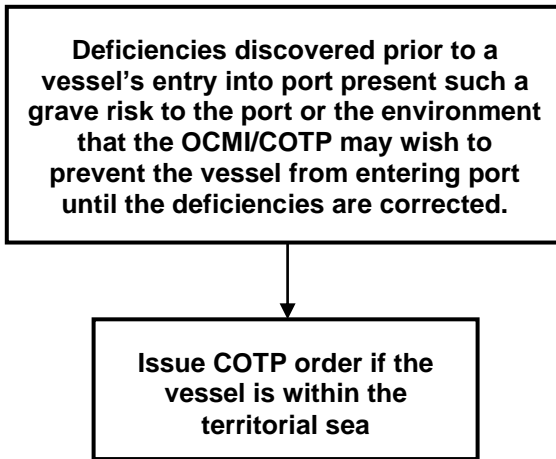 Deficiencies discovered prior to a
vessel’s entry into port present such a
grave risk to the port or the environment
that the OCMI/COTP may wish to
prevent the vessel from entering port
until the deficiencies are corrected.
Issue COTP order if the
vessel is within the
territorial sea